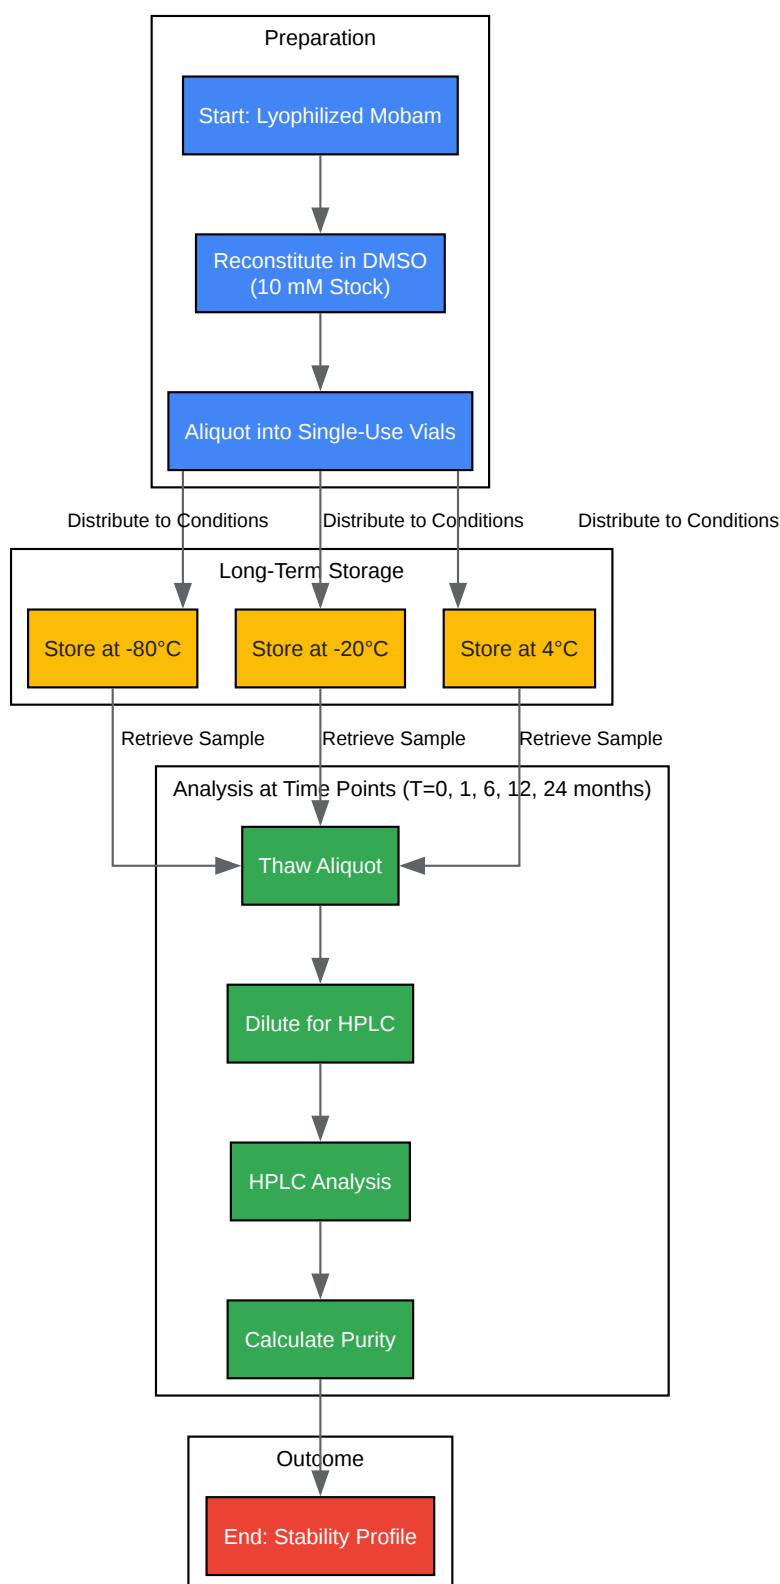 Preparation
Start: Lyophilized Mobam
Reconstitute in DMSO
(10 mM Stock)
Aliquot into Single-Use Vials
Distribute to Conditions
Distribute to Conditions
Distribute to Conditions
Long-Term Storage
Store at -80°C
Store at -20°C
Store at 4°C
Retrieve Sample
Retrieve Sample
Retrieve Sample
Analysis at Time Points (T=0, 1, 6, 12, 24 months)
Thaw Aliquot
Dilute for HPLC
HPLC Analysis
Calculate Purity
Outcome
End: Stability Profile